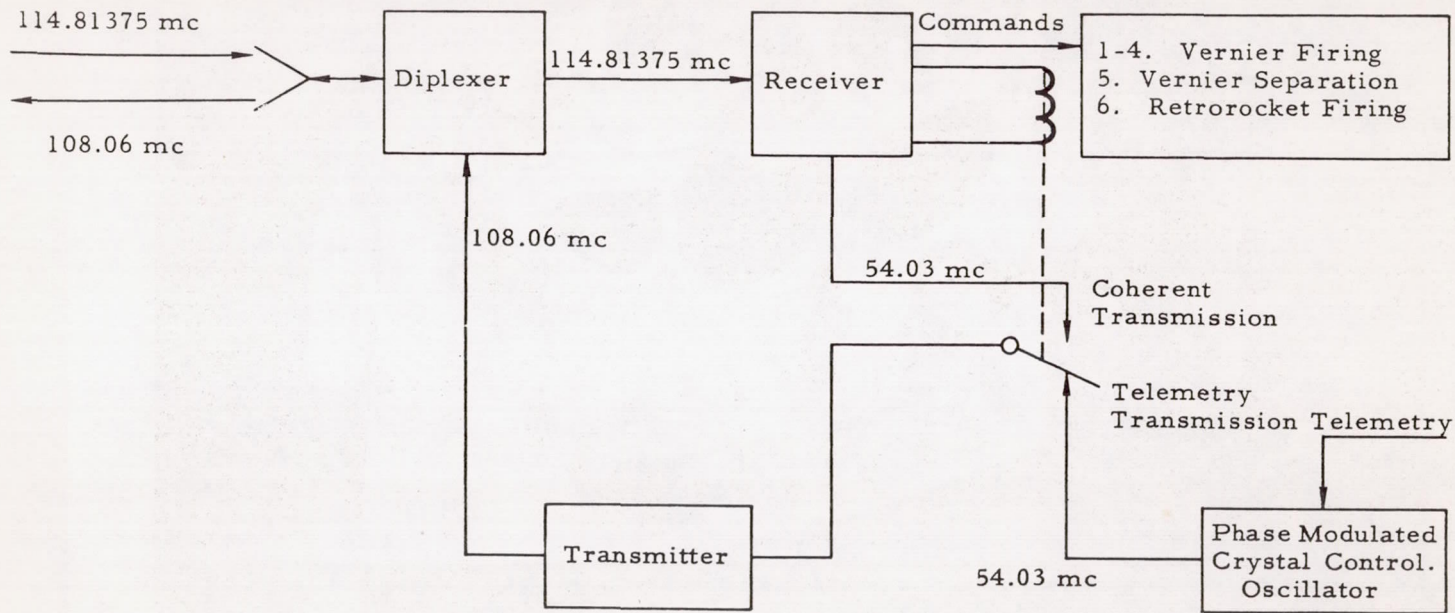 114.81375 mc
108.06 mc
Diplexer
114.81375 mc
Receiver
Commands
1-4. Vernier Firing
5. Vernier Separation
6. Retrorocket Firing
108.06 mc
54.03 mc
Coherent
Transmission
Telemetry
Transmission Telemetry
Transmitter
54.03 mc
Phase Modulated
Crystal Control.
Oscillator